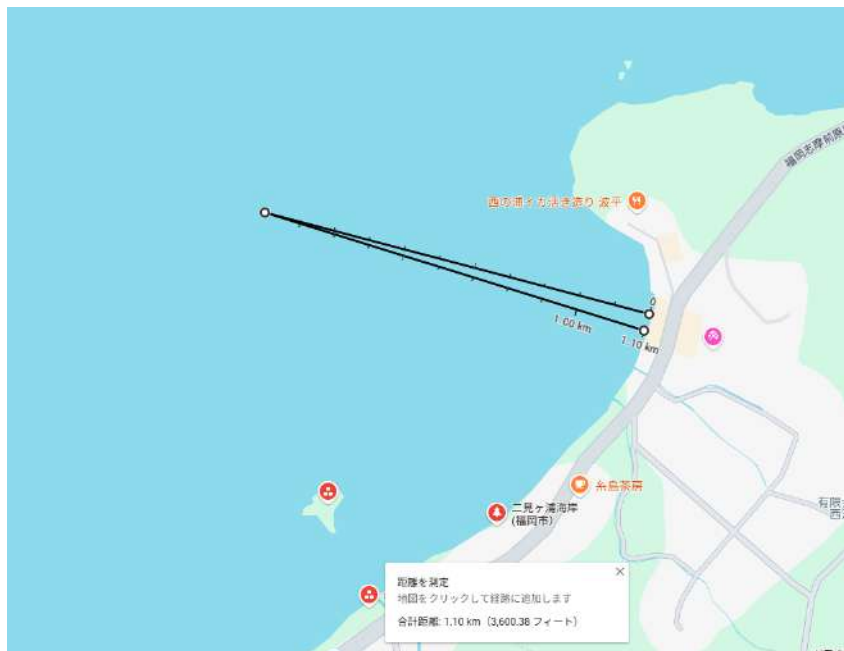 福岡志摩前原
西の浦イカ活き造り 波平
0
1.00 km
1.10 km
糸島茶房
二見ヶ浦海岸
(福岡市)
有限
西
距離を測定
地図をクリックして経路に追加します
合計距離: 1.10 km（3,600.38 フィート）